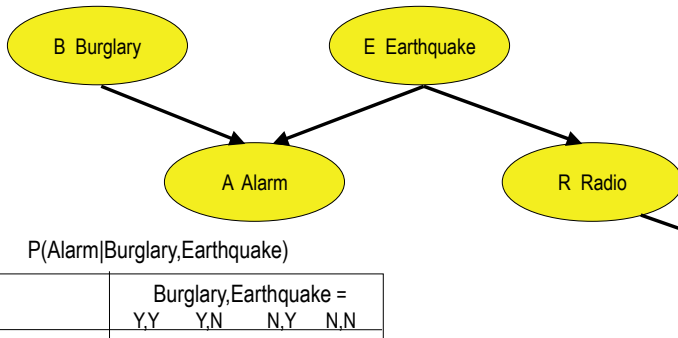 B Burglary
E Earthquake
A Alarm
R Radio
P(Alarm|Burglary,Earthquake)
Burglary,Earthquake =
Y,Y Y,N N,Y N,N